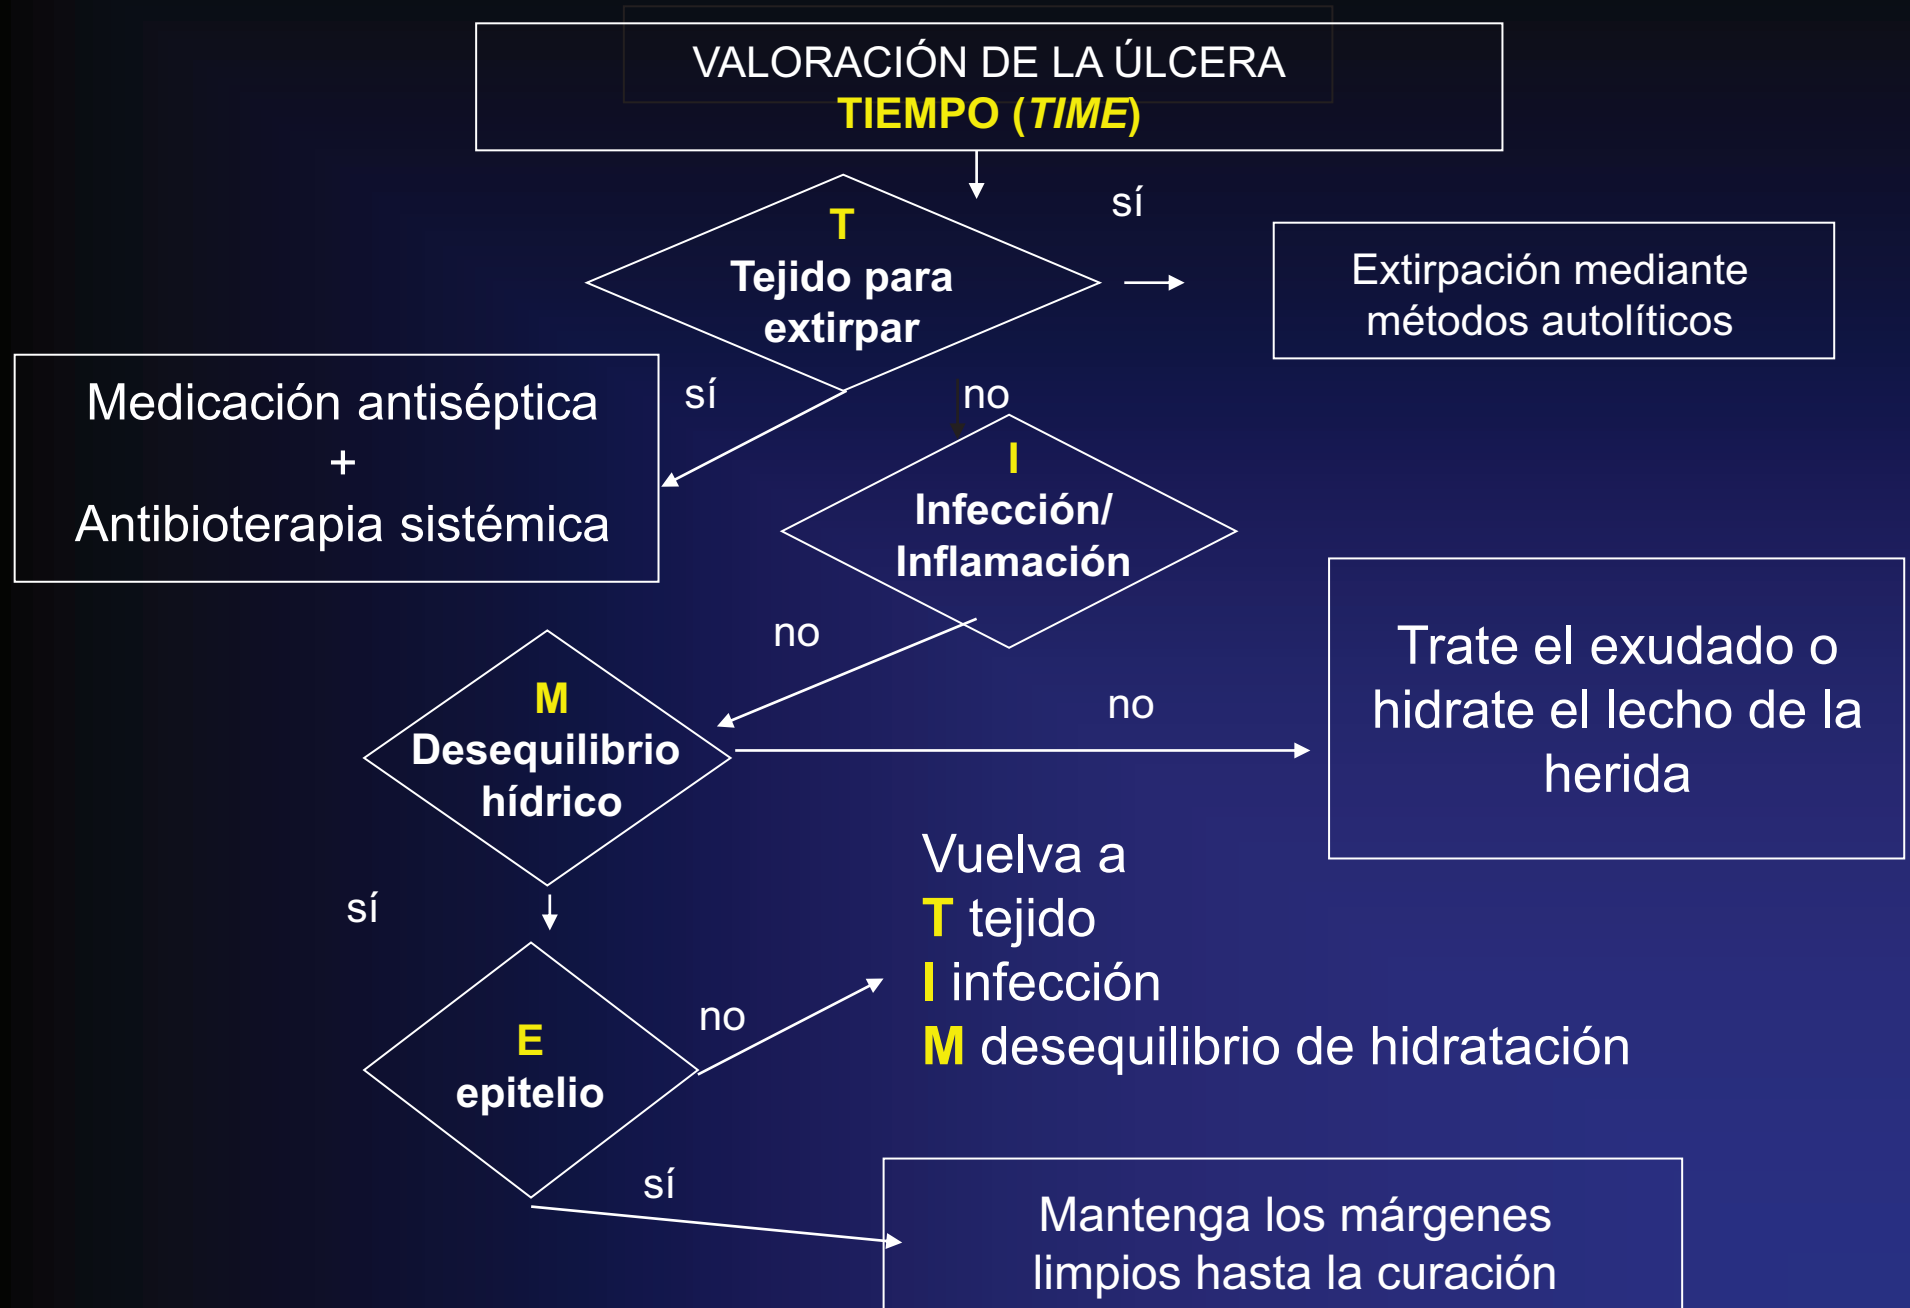 VALORACIÓN DE LA ÚLCERA
TIEMPO (TIME)
sí
T
Tejido para
extirpar
Extirpación mediante
métodos autolíticos
Medicación antiséptica
+
Antibioterapia sistémica
sí
no
I
Infección/
Inflamación
no
M
Desequilibrio
hídrico
no
Trate el exudado o
hidrate el lecho de la
herida
sí
Vuelva a
T tejido
I infección
M desequilibrio de hidratación
E
epitelio
no
sí
Mantenga los márgenes
limpios hasta la curación